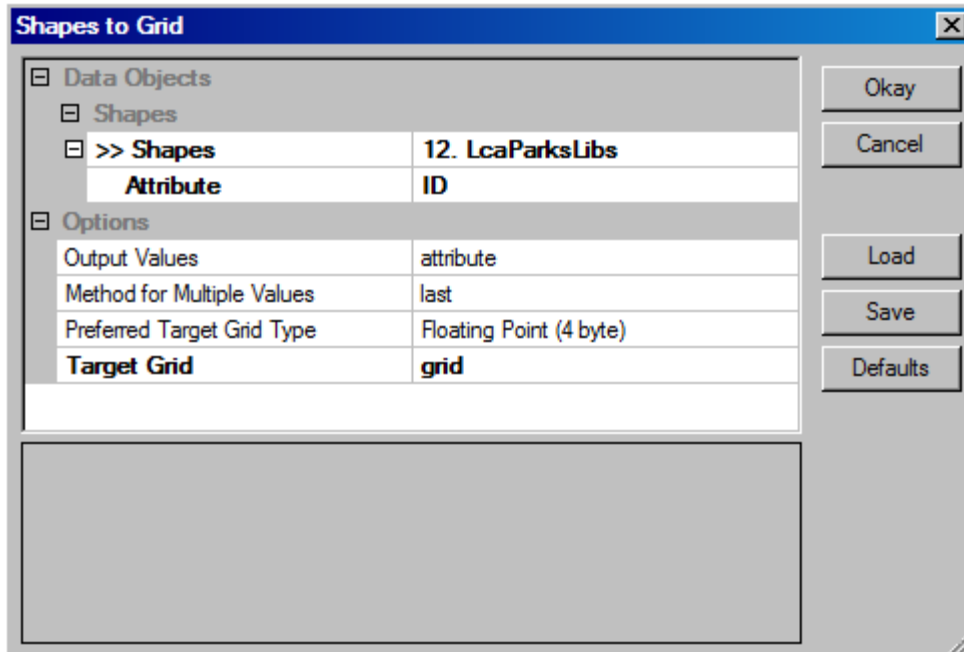 Shapes to Grid
Data Objects
Shapes
>> Shapes 12. LcaParksLibs
Attribute ID
Options
Output Values attribute
Method for Multiple Values last
Preferred Target Grid Type Floating Point (4 byte)
Target Grid grid
Okay
Cancel
Load
Save
Defaults